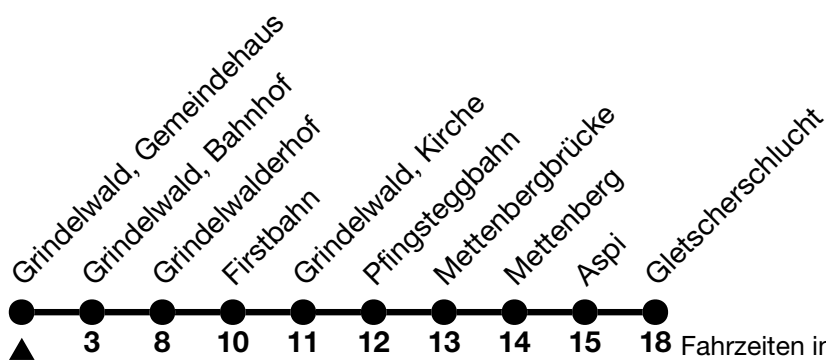 Grindelwald, Gemeindehaus
Grindelwald, Bahnhof
Grindelwalderhof
Firstbahn
Grindelwald, Kirche
Pfingsteggbahn
Mettenbergbrücke
Mettenberg
Aspi
Gletscherschlucht
3 8 10 11 12 13 14 15 18 Fahrzeiten in